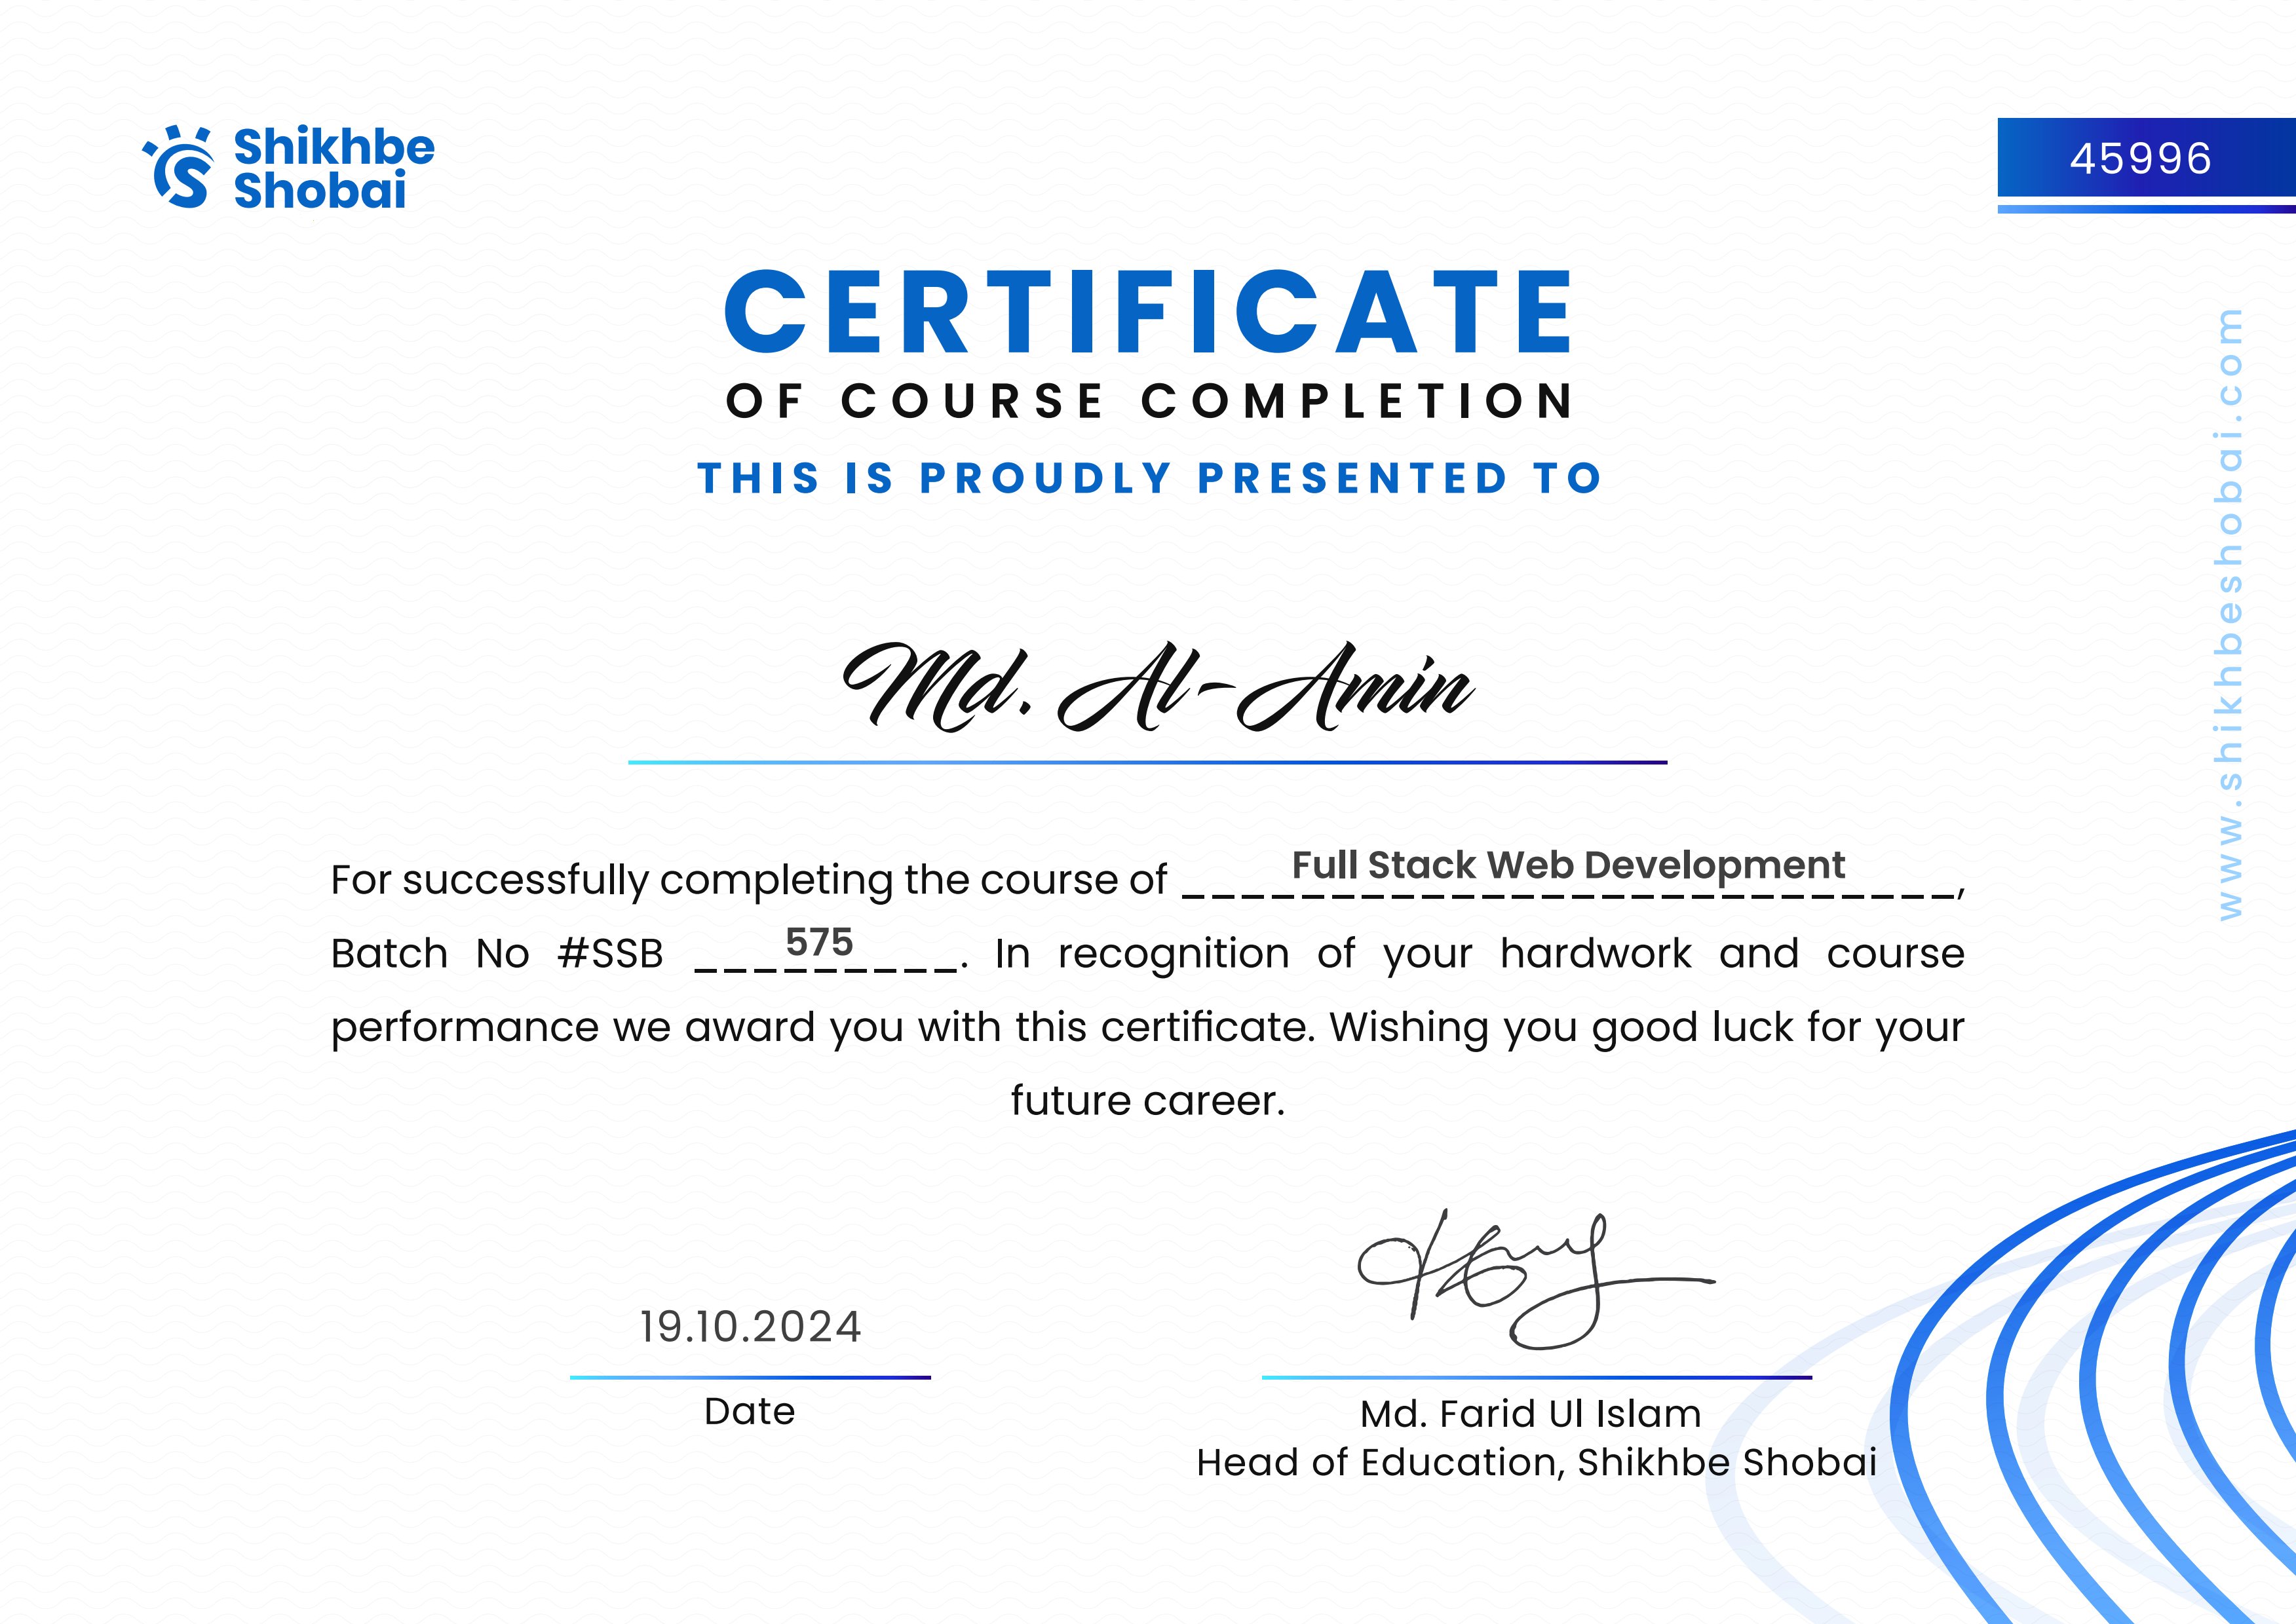 Shikhbe
Shobai
45996
CERTIFICATE
OF COURSE COMPLETION
THIS IS PROUDLY PRESENTED TO
www.shikhbeshobai.com
Md. Al-Amin
For successfully completing the course of Full Stack Web Development,
Batch No #SSB 575. In recognition of your hardwork and course
performance we award you with this certificate. Wishing you good luck for your
future career.
19.10.2024
Date
Md. Farid Ul Islam
Head of Education, Shikhbe Shobai